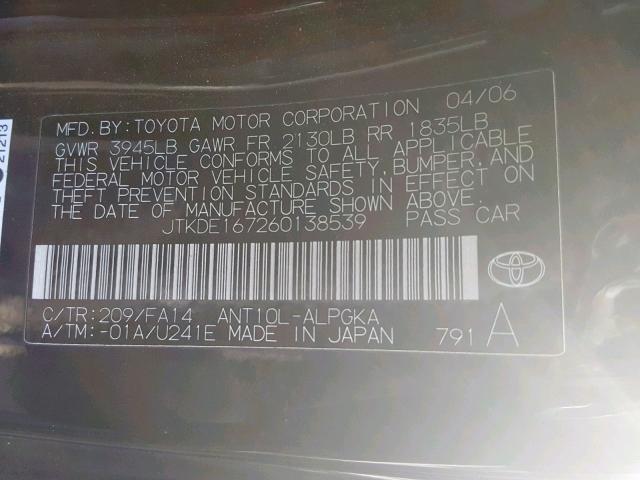 MFD. BY: TOYOTA MOTOR CORPORATION 04/06
GVWR 3945LB GAWR FR 2130LB RR 1835LB
THIS VEHICLE CONFORMS TO ALL APPLICABLE
FEDERAL MOTOR VEHICLE SAFETY, BUMPER, AND
THEFT PREVENTION STANDARDS IN EFFECT ON
THE DATE OF MANUFACTURE SHOWN ABOVE.
JTKDE167260138539 PASS CAR
C/TR: 209/FA14 ANT10L-ALPGKA
A/TM: -01A/U241E MADE IN JAPAN 791 A
21213